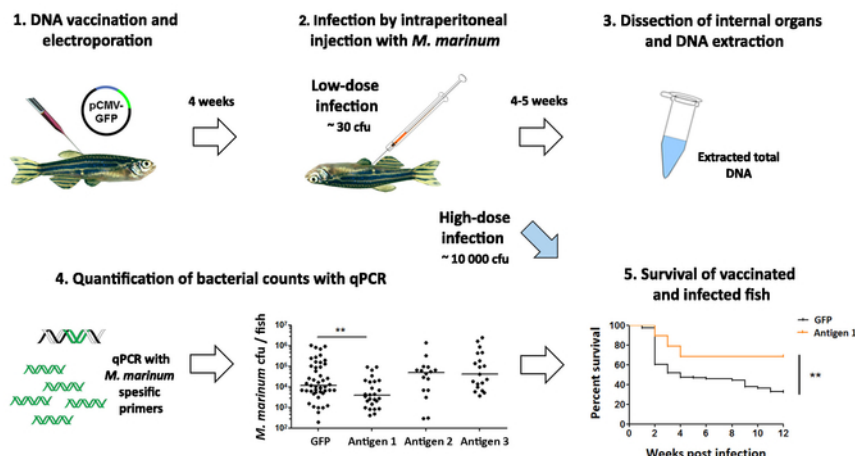 1. DNA vaccination
and electroporation
pCMV-
GFP
4 weeks
2. Infection by intraperitoneal
injection with M. marinum
Low-dose
infection
~ 30 cfu
4-5 weeks
3. Dissection of internal organs
and DNA extraction
Extracted total
DNA
High-dose
infection
~ 10 000 cfu
4. Quantification of bacterial counts with qPCR
qPCR with
M. marinum
spesific
primers
M. marinum cfu / fish
10⁷
10⁶
10⁵
10⁴
10³
10²
**
GFP Antigen 1 Antigen 2 Antigen 3
5. Survival of vaccinated
and infected fish
GFP
Antigen 1
Percent survival
100
80
60
40
20
0
**
0 2 4 6 8 10 12
Weeks post infection